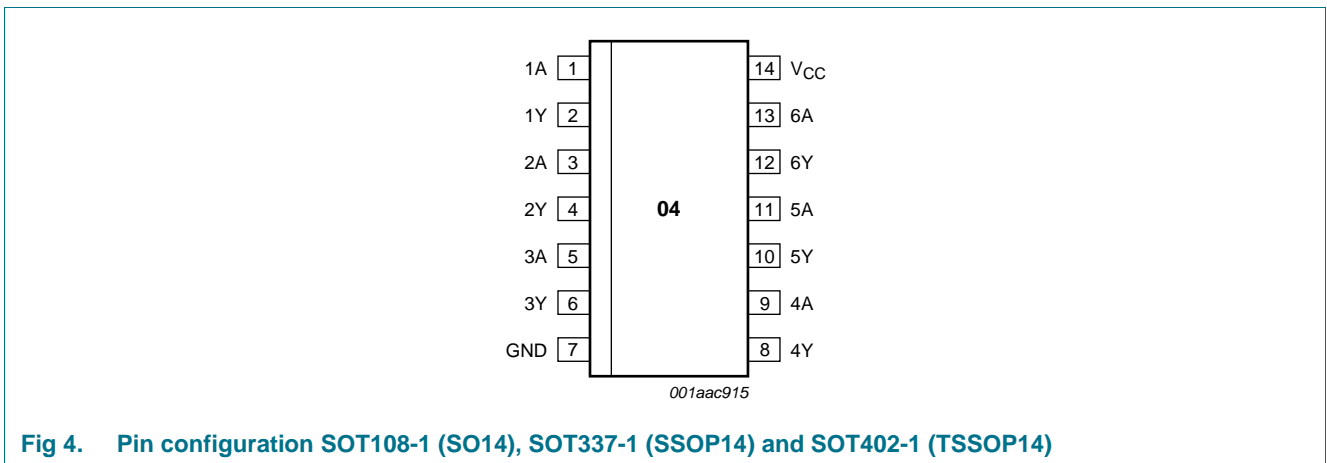 1A 1 14 VCC
1Y 2 13 6A
2A 3 12 6Y
2Y 4 04 11 5A
3A 5 10 5Y
3Y 6 9 4A
GND 7 8 4Y
001aac915
Fig 4. Pin configuration SOT108-1 (SO14), SOT337-1 (SSOP14) and SOT402-1 (TSSOP14)